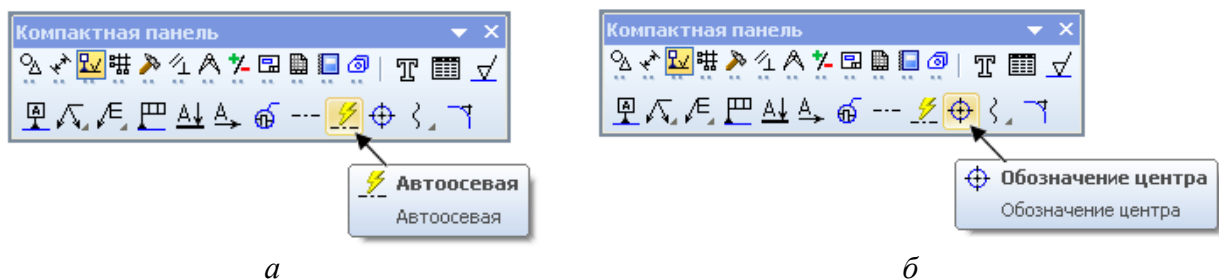 Компактная панель
Автоосевая
Автоосевая
а
Компактная панель
Обозначение центра
Обозначение центра
б